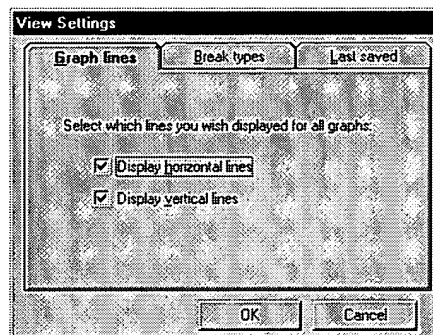 View Settings
Graph lines Break types Last saved
Select which lines you wish displayed for all graphs:
Display horizontal lines
Display vertical lines
OK Cancel